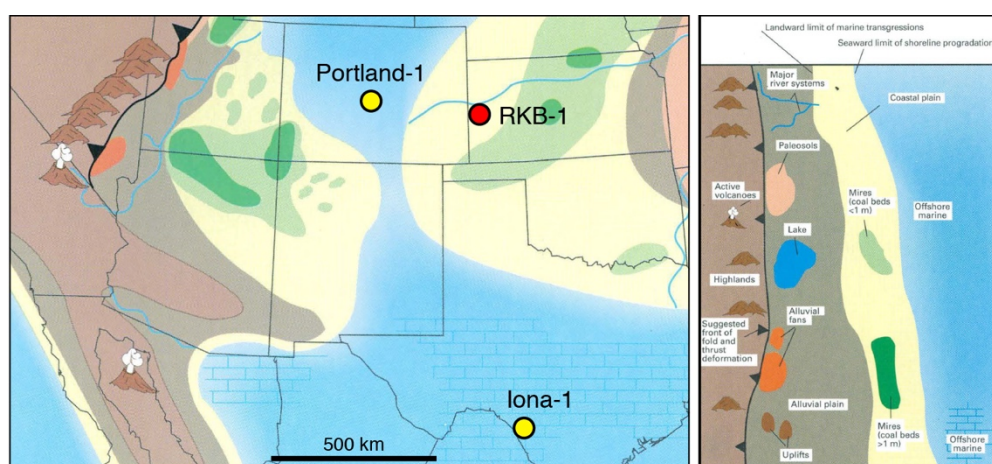 Portland-1
RKB-1
Iona-1
500 km
Landward limit of marine transgressions
Seaward limit of shoreline progradation
Major
river systems
Coastal plain
Paleosols
Active
volcanoes
Mires
(coal beds
<1 m)
Offshore
marine
Lake
Highlands
Alluvial
fans
Suggested
front of
fold and
thrust
deformation
Alluvial plain
Mires
(coal beds
>1 m)
Uplifts
Offshore
marine